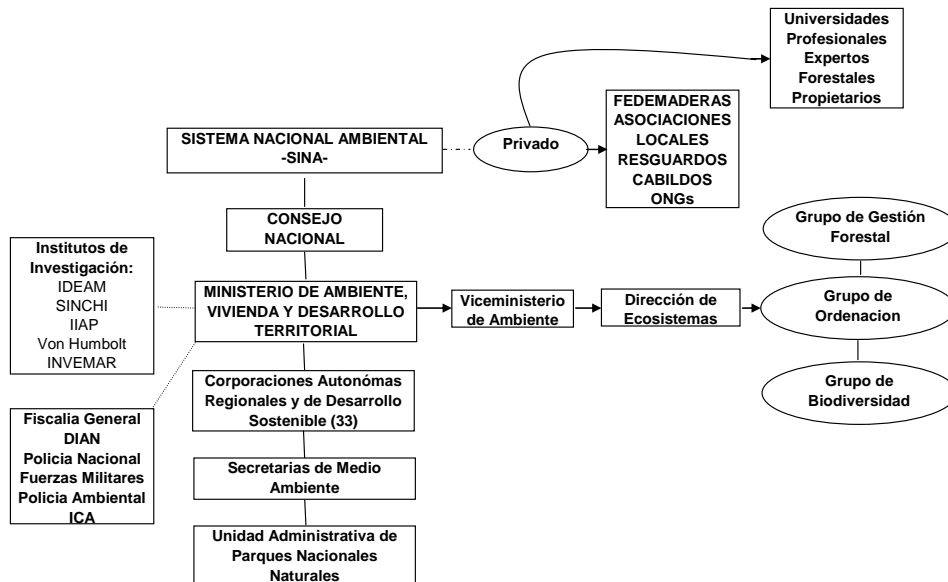 Universidades
Profesionales
Expertos
Forestales
Propietarios
FEDEMADERAS
ASOCIACIONES
LOCALES
RESGUARDOS
CABILDOS
ONGs
SISTEMA NACIONAL AMBIENTAL
-SINA-
Privado
CONSEJO
NACIONAL
Grupo de Gestión
Forestal
Institutos de
Investigación:
IDEAM
SINCHI
IIAP
Von Humbolt
INVEMAR
MINISTERIO DE AMBIENTE,
VIVIENDA Y DESARROLLO
TERRITORIAL
Viceministerio
de Ambiente
Dirección de
Ecosistemas
Grupo de
Ordenacion
Grupo de
Biodiversidad
Corporaciones Autonómas
Regionales y de Desarrollo
Sostenible (33)
Fiscalia General
DIAN
Policia Nacional
Fuerzas Militares
Policia Ambiental
ICA
Secretarias de Medio
Ambiente
Unidad Administrativa de
Parques Nacionales
Naturales